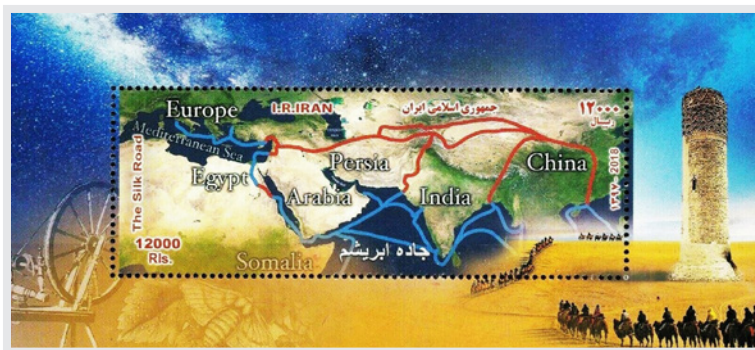 I.R.IRAN
جمهوری اسلامی ایران
۱۲۰۰۰
ریال
Europe
Mediterranean Sea
The Silk Road
Egypt
Persia
China
Arabia
India
۱۳۹۷ 2018
12000
Rls.
Somalia
جاده ابریشم